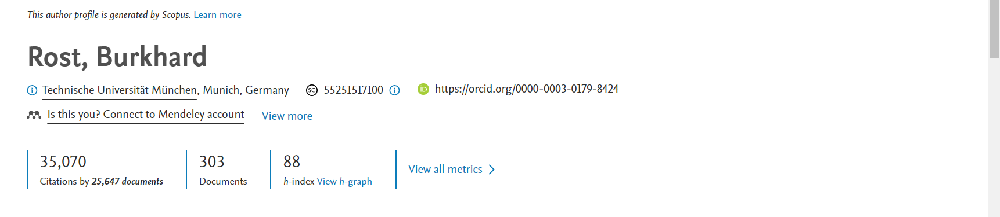 This author profile is generated by Scopus. Learn more
Rost, Burkhard
Technische Universität München, Munich, Germany SC 55251517100 https://orcid.org/0000-0003-0179-8424
Is this you? Connect to Mendeley account View more
35,070 303 88
Citations by 25,647 documents Documents h-index View h-graph
View all metrics